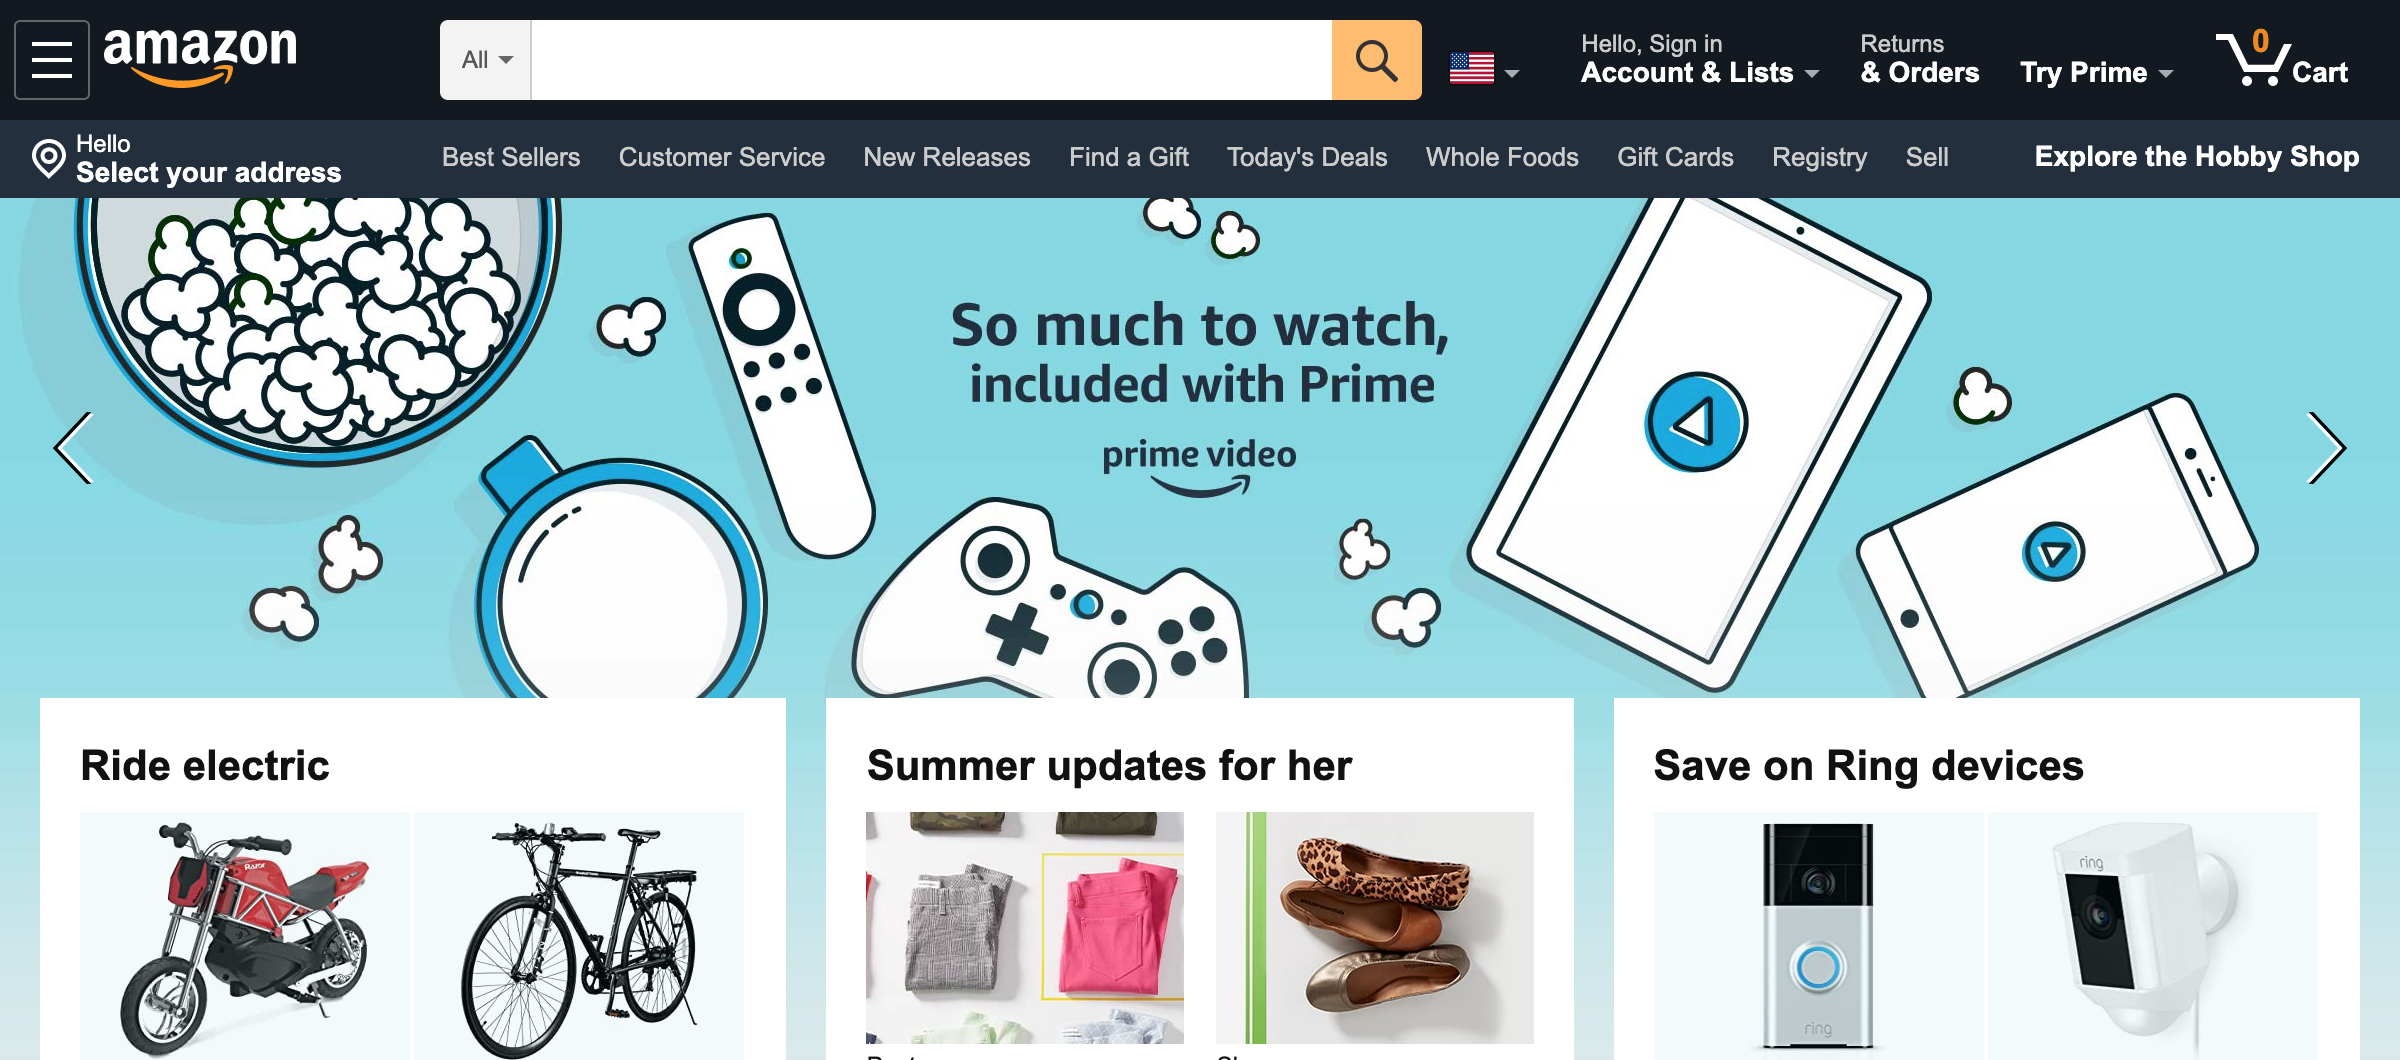 amazon
All
Hello, Sign in
Account & Lists
Returns
& Orders
Try Prime
0
Cart
Hello
Select your address
Best Sellers
Customer Service
New Releases
Find a Gift
Today's Deals
Whole Foods
Gift Cards
Registry
Sell
Explore the Hobby Shop
So much to watch,
included with Prime
prime video
Ride electric
Summer updates for her
Save on Ring devices
Razor
ring
ring